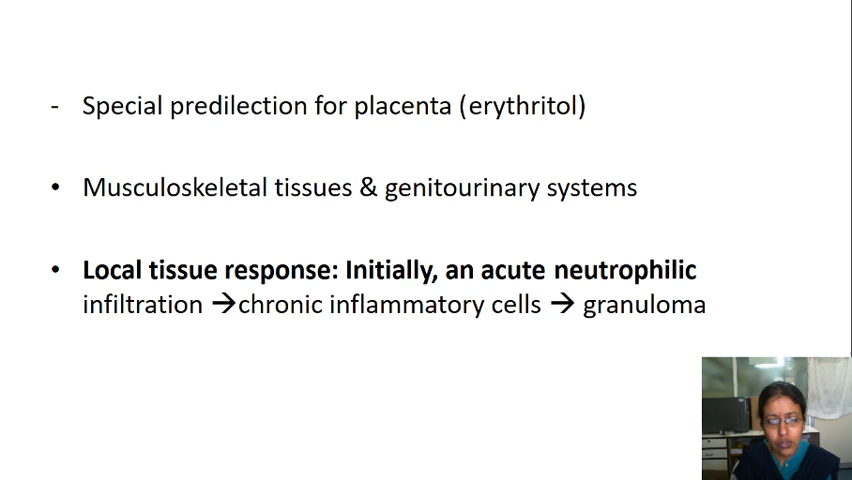 - Special predilection for placenta (erythritol)
• Musculoskeletal tissues & genitourinary systems
• Local tissue response: Initially, an acute neutrophilic
infiltration →chronic inflammatory cells → granuloma